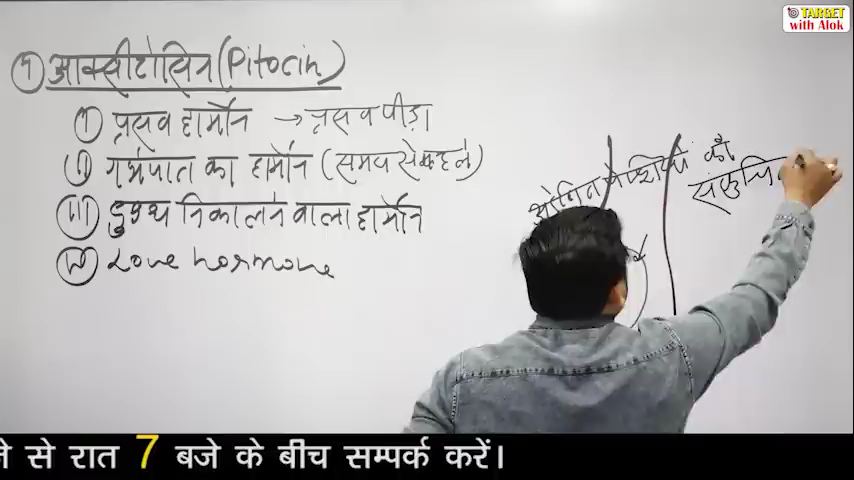 TARGET
with Alok
आक्सीटोसिन (Pitocin)
I प्रसव हार्मोन → प्रसव पीड़ा
II गर्भपात का हार्मोन (समय से पहले)
III दुग्ध निकालने वाला हार्मोन
IV Love hormone
पेशियों को
से रात 7 बजे के बीच सम्पर्क करें।